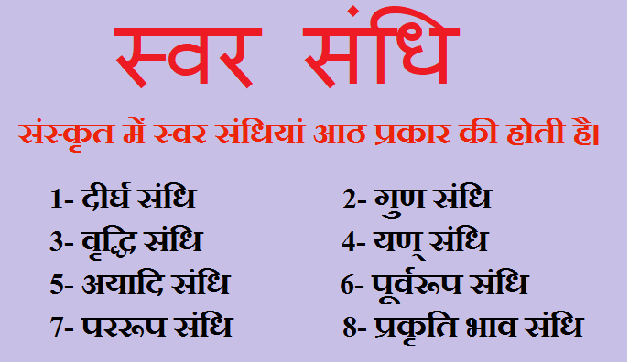 स्वर संधि
संस्कृत में स्वर संधियां आठ प्रकार की होती है।
1- दीर्घ संधि 2- गुण संधि
3- वृद्धि संधि 4- यण् संधि
5- अयादि संधि 6- पूर्वरूप संधि
7- पररूप संधि 8- प्रकृति भाव संधि